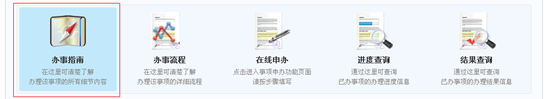 办事指南
在这里可清楚了解
办理该事项的所有细节内容
办事流程
在这里可清楚了解
办理该事项的详细流程
在线申办
点击进入事项申办功能页面
请按步骤填写
进度查询
通过这里可查询
已办事项的办理进度信息
结果查询
通过这里可查询
已办事项的办理结果信息